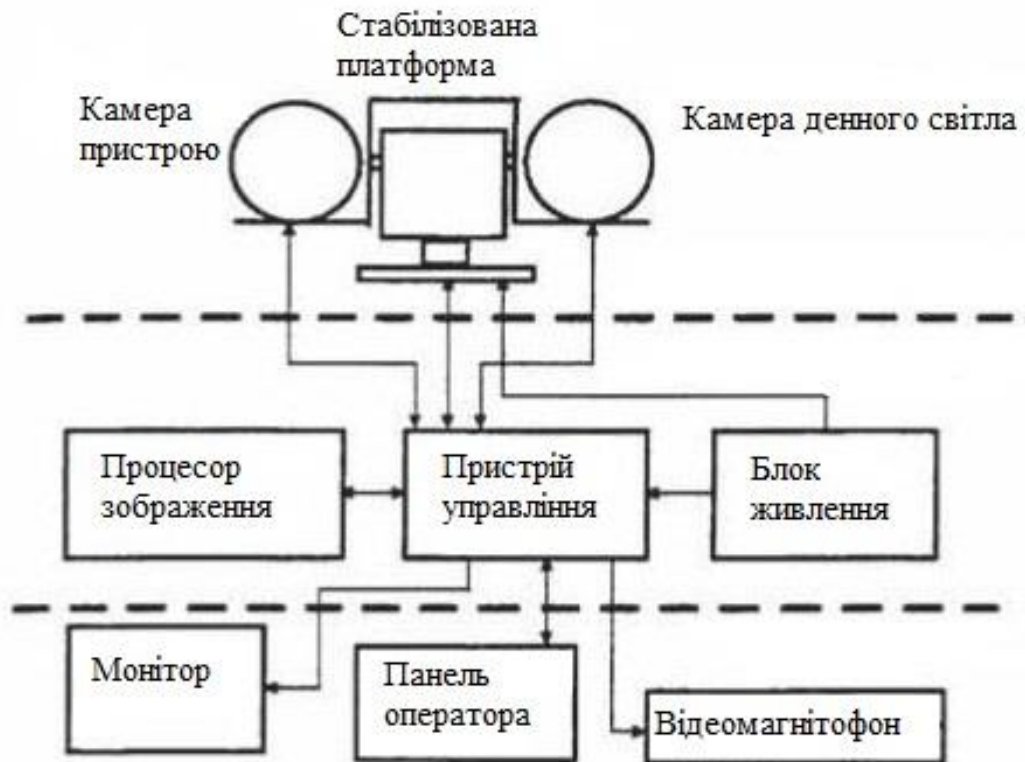 Стабілізована
платформа
Камера
пристрою
Камера денного світла
Процесор
зображення
Пристрій
управління
Блок
живлення
Монітор
Панель
оператора
Відеомагнітофон